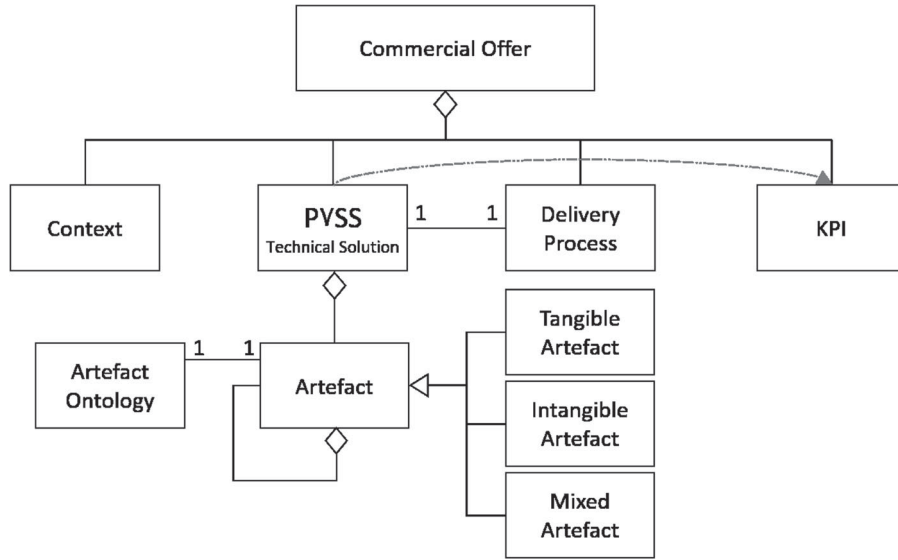 Commercial Offer
Context
PYSS
Technical Solution
1
1
Delivery
Process
KPI
Artefact
Ontology
1
1
Artefact
Tangible
Artefact
Intangible
Artefact
Mixed
Artefact